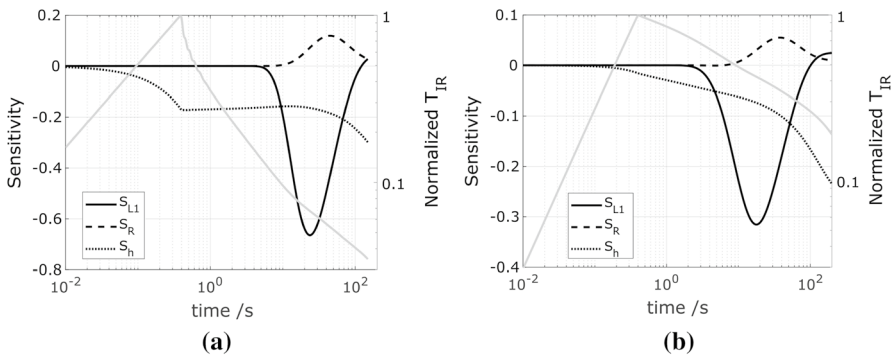 0.2
0
-0.2
-0.4
-0.6
-0.8
Sensitivity
S_L1
S_R
S_h
10^-2
10^0
10^2
time /s
1
0.1
Normalized T_IR
(a)
0.1
0
-0.1
-0.2
-0.3
-0.4
Sensitivity
S_L1
S_R
S_h
10^-2
10^0
10^2
time /s
1
0.1
Normalized T_IR
(b)